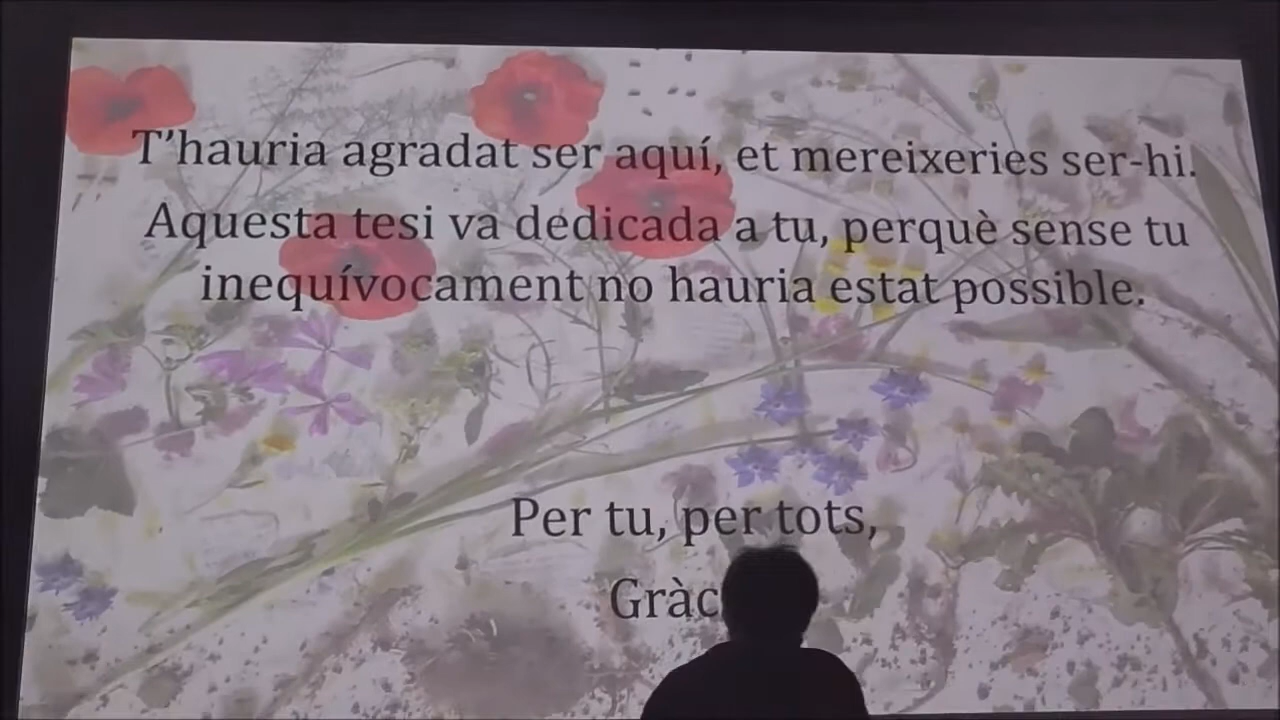 T'hauria agradat ser aquí, et mereixeries ser-hi.
Aquesta tesi va dedicada a tu, perquè sense tu
inequívocament no hauria estat possible.
Per tu, per tots,